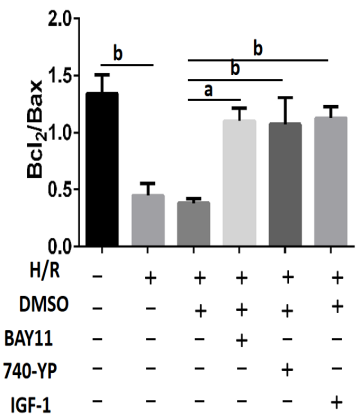 2.0
b
b
b
1.5
a
Bcl2/Bax
1.0
0.5
0.0
H/R - + + + + +
DMSO - - + + + +
BAY11 - - - + - -
740-YP - - - - + -
IGF-1 - - - - - +